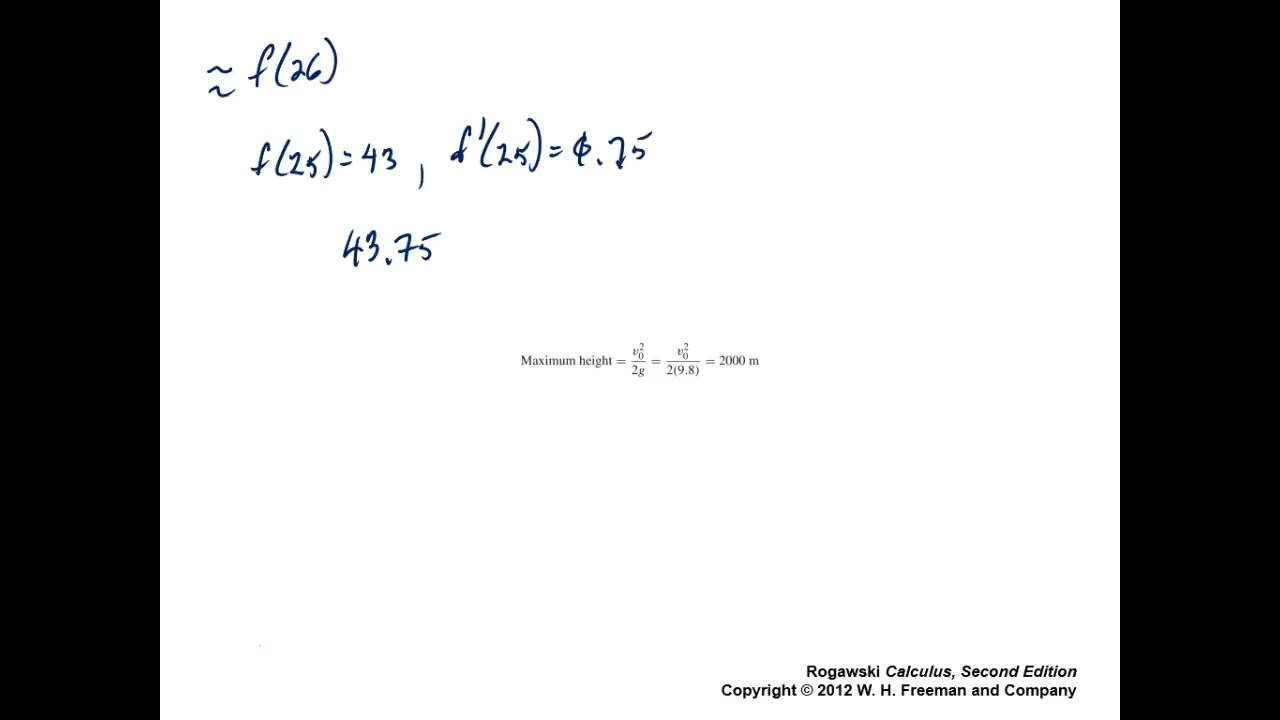 ≈ f(26)
f(25) = 43 , f'(25) = 0.75
43.75
Maximum height = v₀²/2g = v₀²/2(9.8) = 2000 m
Rogawski Calculus, Second Edition
Copyright © 2012 W. H. Freeman and Company